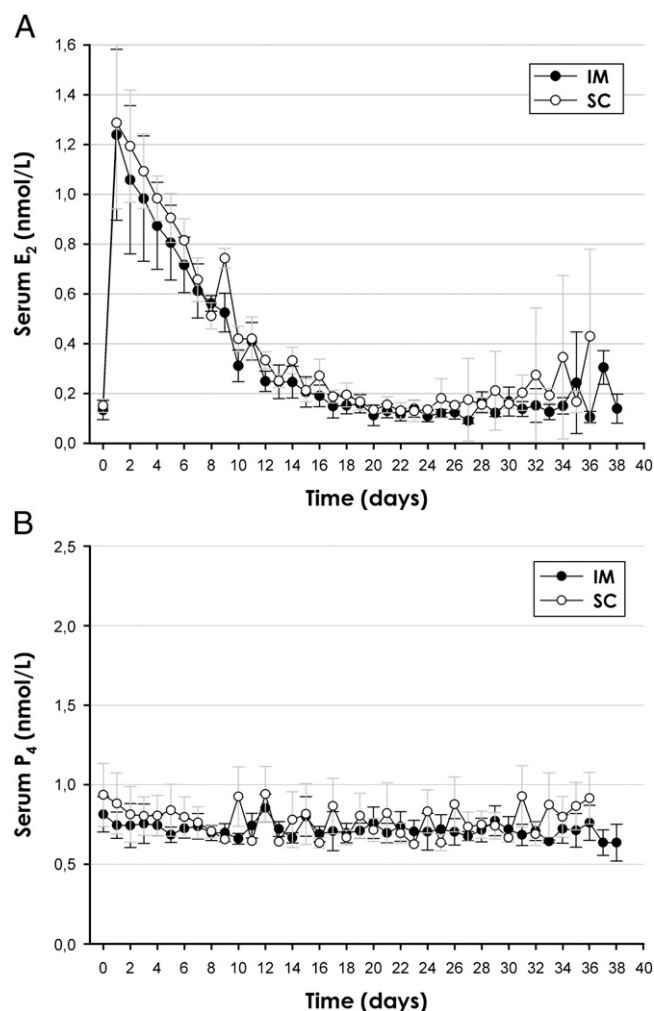 A
1,6
1,4
1,2
1,0
0,8
0,6
0,4
0,2
0,0
Serum E₂ (nmol/L)
IM
SC
0 2 4 6 8 10 12 14 16 18 20 22 24 26 28 30 32 34 36 38
Time (days)
B
2,5
2,0
1,5
1,0
0,5
0,0
Serum P₄ (nmol/L)
IM
SC
0 2 4 6 8 10 12 14 16 18 20 22 24 26 28 30 31 33 34 36 38 40
Time (days)